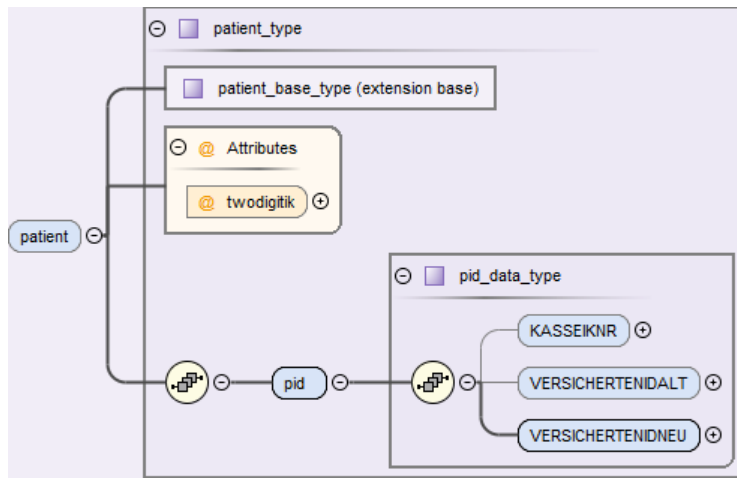 patient_type
patient_base_type (extension base)
@ Attributes
@ twodigitik
patient
pid_data_type
KASSEIKNR
pid
VERSICHERTENIDALT
VERSICHERTENIDNEU